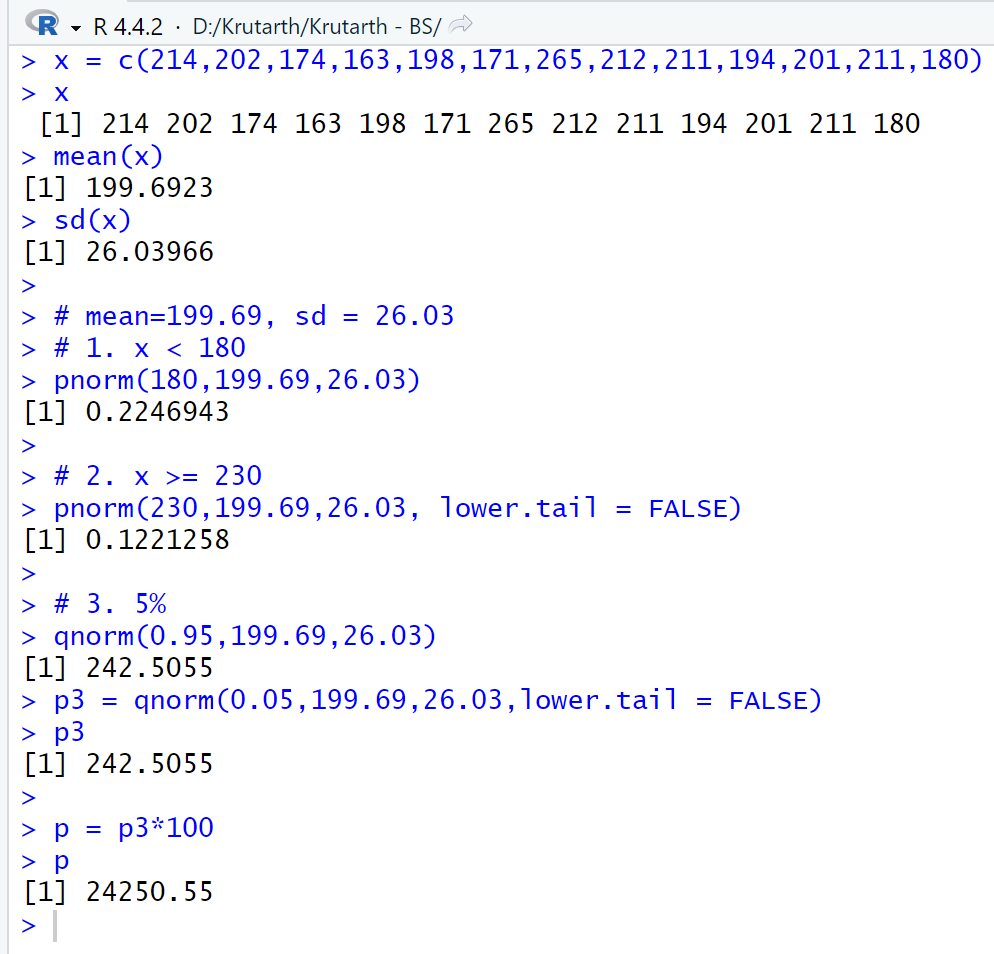 R R 4.4.2 · D:/Krutarth/Krutarth - BS/
> x = c(214,202,174,163,198,171,265,212,211,194,201,211,180)
> x
 [1] 214 202 174 163 198 171 265 212 211 194 201 211 180
> mean(x)
[1] 199.6923
> sd(x)
[1] 26.03966
>
> # mean=199.69, sd = 26.03
> # 1. x < 180
> pnorm(180,199.69,26.03)
[1] 0.2246943
>
> # 2. x >= 230
> pnorm(230,199.69,26.03, lower.tail = FALSE)
[1] 0.1221258
>
> # 3. 5%
> qnorm(0.95,199.69,26.03)
[1] 242.5055
> p3 = qnorm(0.05,199.69,26.03,lower.tail = FALSE)
> p3
[1] 242.5055
>
> p = p3*100
> p
[1] 24250.55
>